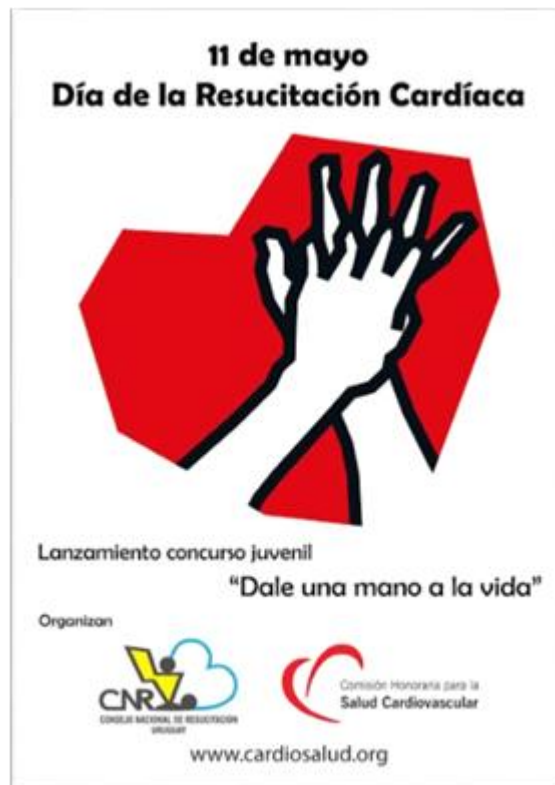 11 de mayo
Día de la Resucitación Cardíaca
Lanzamiento concurso juvenil
“Dale una mano a la vida”
Organizan
CNR
CONSEJO NACIONAL DE RESUCITACIÓN
URUGUAY
Comisión Honoraria para la
Salud Cardiovascular
www.cardiosalud.org